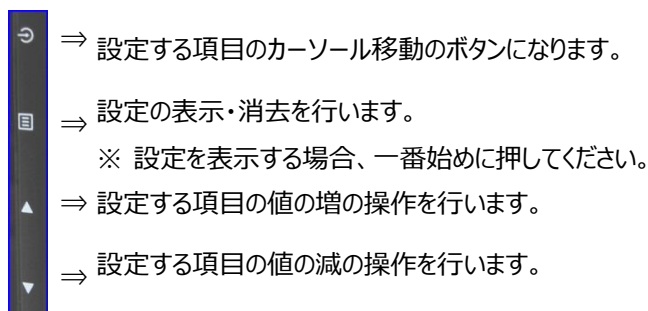 ⇒ 設定する項目のカーソール移動のボタンになります。
⇒ 設定の表示・消去を行います。
※ 設定を表示する場合、一番始めに押してください。
▲ ⇒ 設定する項目の値の増の操作を行います。
▼ ⇒ 設定する項目の値の減の操作を行います。